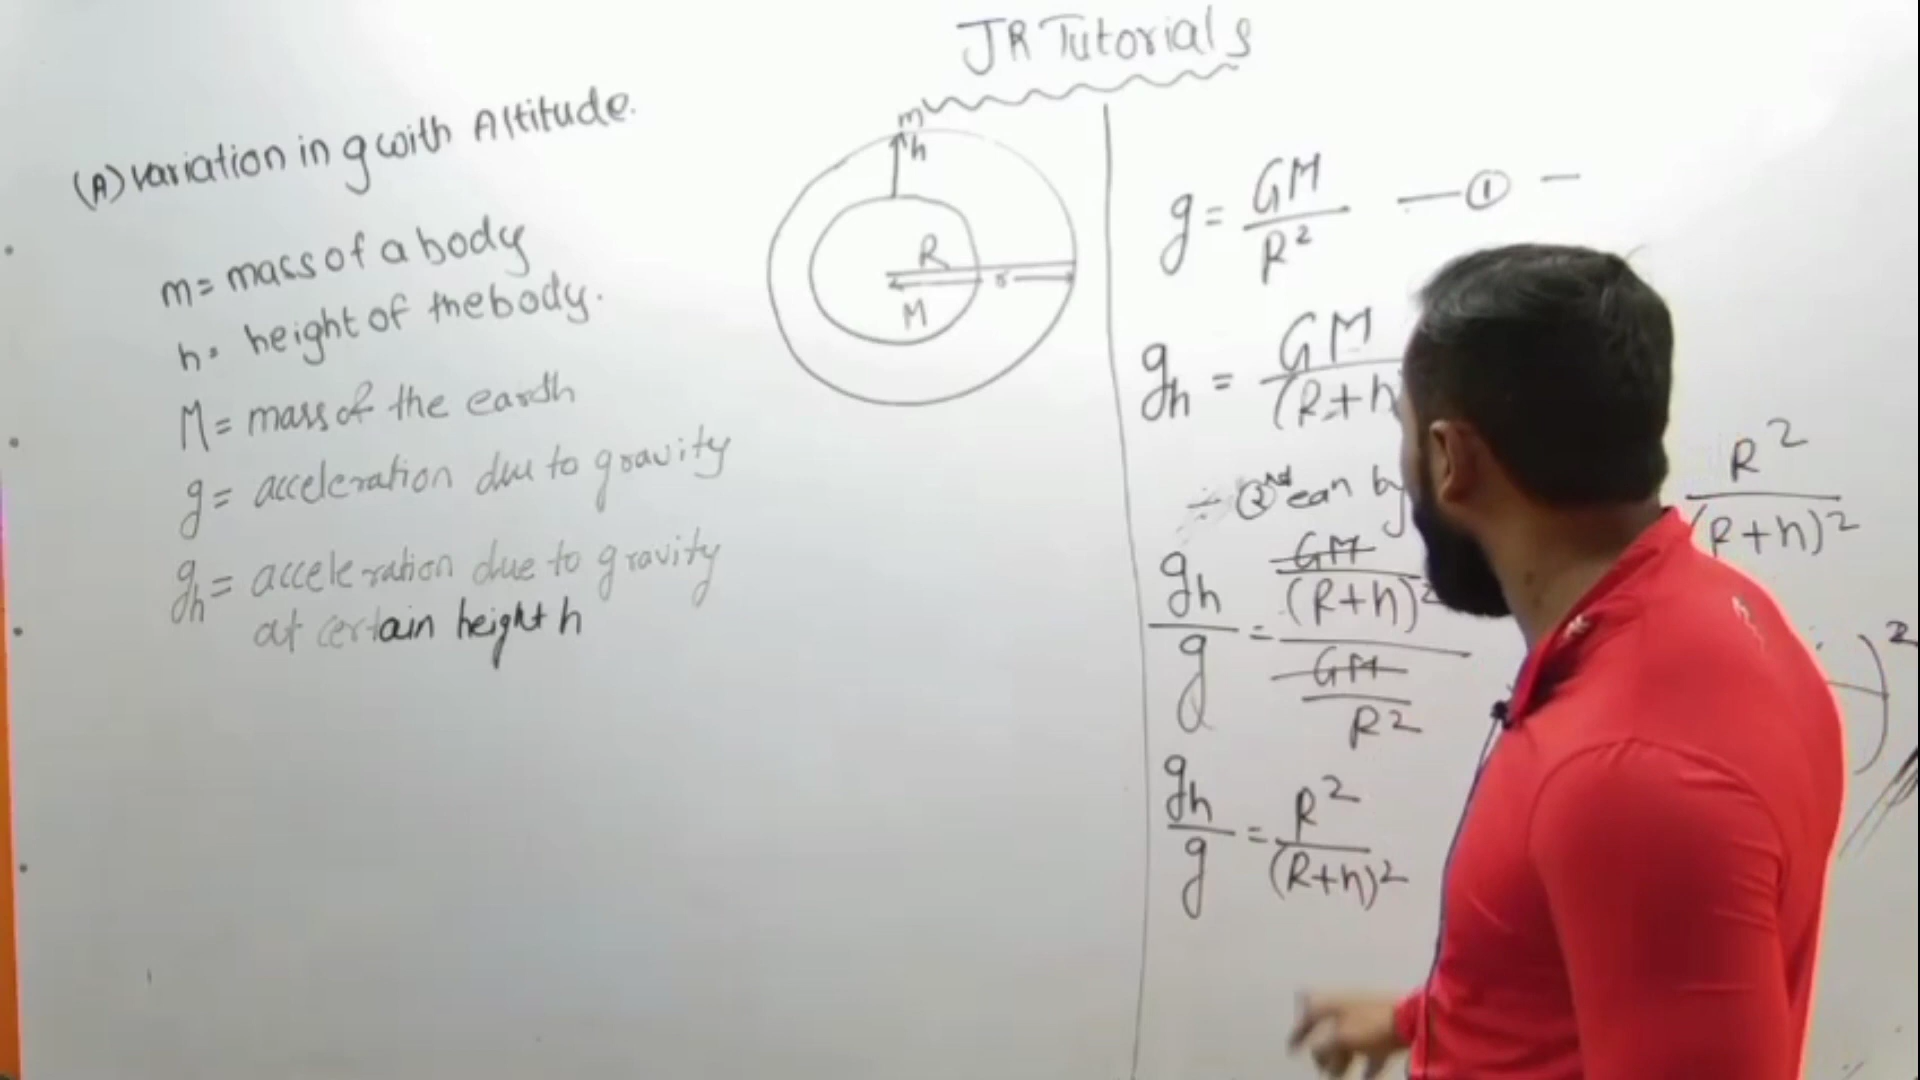 JR Tutorials
(A) variation in g with Altitude.
m = mass of a body
h = height of the body.
M = mass of the earth
g = acceleration due to gravity
gh = acceleration due to gravity
at certain height h
m
h
R
r
M
g = GM / R² — ① —
gh = GM / (R+h)
÷ ②nd eqn by
gh / g = GM / (R+h)² / GM / R²
gh / g = R² / (R+h)²
R² / (R+h)²
)²